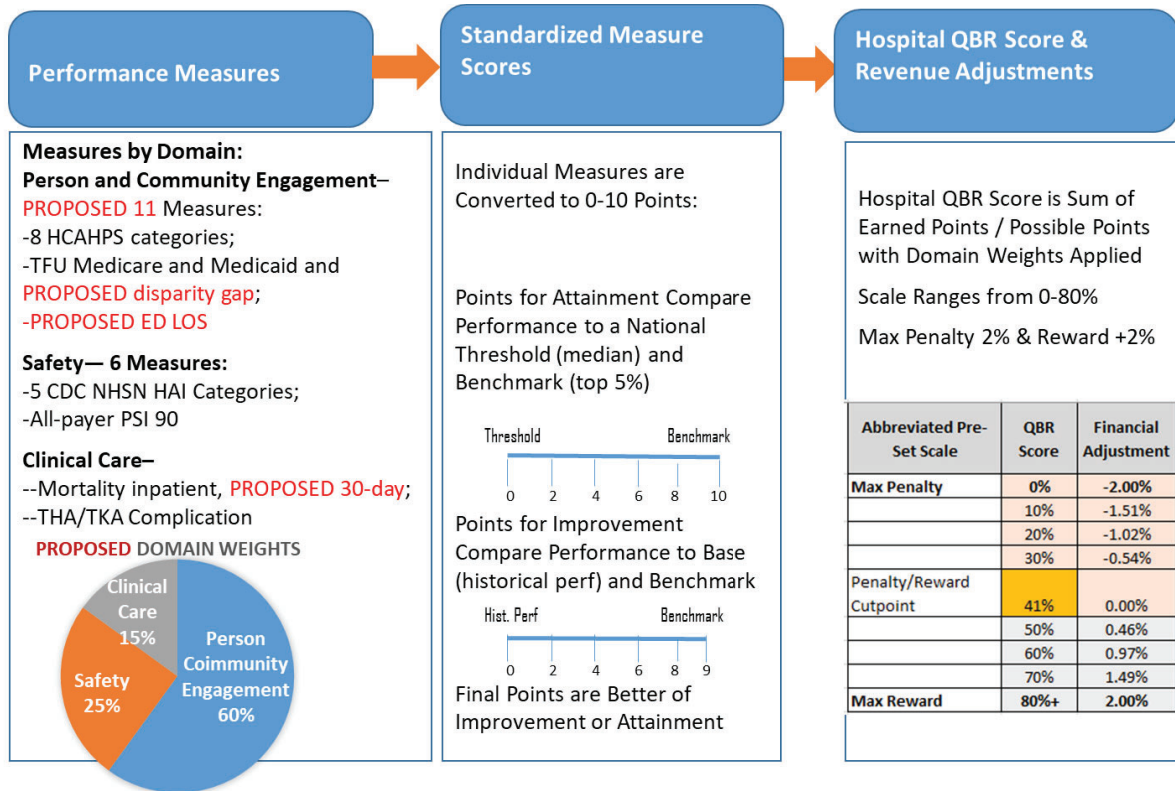 Performance Measures
Measures by Domain:
Person and Community Engagement–
PROPOSED 11 Measures:
-8 HCAHPS categories;
-TFU Medicare and Medicaid and
PROPOSED disparity gap;
-PROPOSED ED LOS
Safety— 6 Measures:
-5 CDC NHSN HAI Categories;
-All-payer PSI 90
Clinical Care–
--Mortality inpatient, PROPOSED 30-day;
--THA/TKA Complication
PROPOSED DOMAIN WEIGHTS
Clinical
Care
15%
Person
Coimmunity
Engagement
60%
Safety
25%
Standardized Measure
Scores
Individual Measures are
Converted to 0-10 Points:
Points for Attainment Compare
Performance to a National
Threshold (median) and
Benchmark (top 5%)
Threshold Benchmark
0 2 4 6 8 10
Points for Improvement
Compare Performance to Base
(historical perf) and Benchmark
Hist. Perf Benchmark
0 2 4 6 8 9
Final Points are Better of
Improvement or Attainment
Hospital QBR Score &
Revenue Adjustments
Hospital QBR Score is Sum of
Earned Points / Possible Points
with Domain Weights Applied
Scale Ranges from 0-80%
Max Penalty 2% & Reward +2%
Abbreviated Pre-
Set Scale
QBR
Score
Financial
Adjustment
Max Penalty 0% -2.00%
10% -1.51%
20% -1.02%
30% -0.54%
Penalty/Reward
Cutpoint 41% 0.00%
50% 0.46%
60% 0.97%
70% 1.49%
Max Reward 80%+ 2.00%